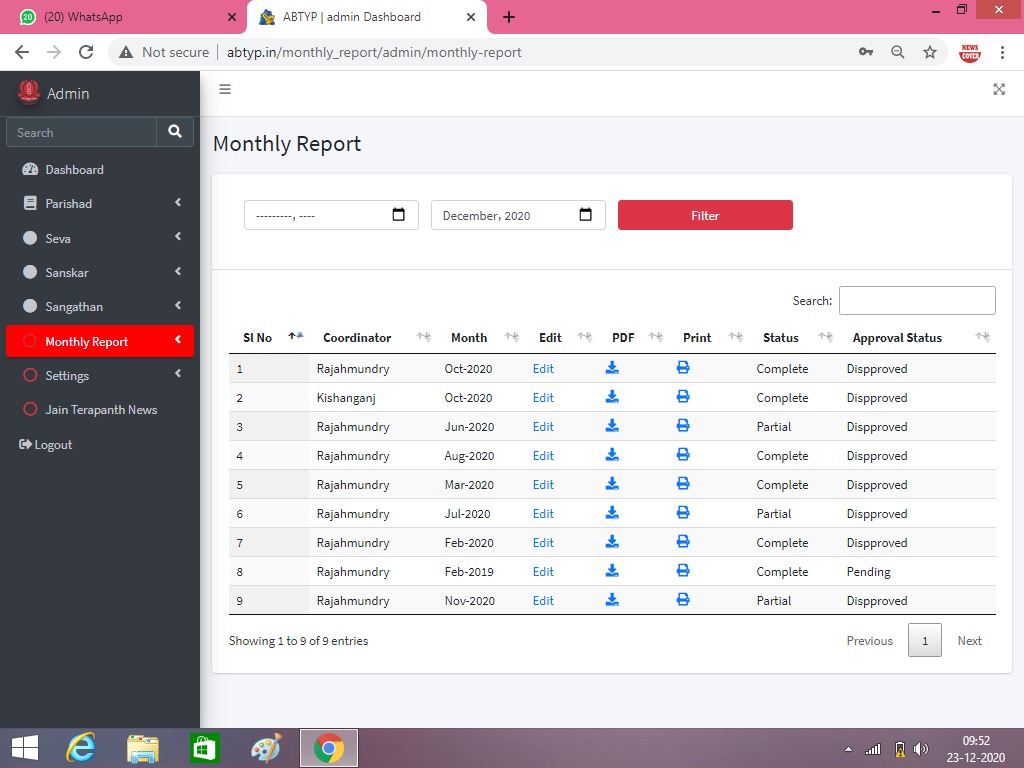 (20) WhatsApp
ABTYP | admin Dashboard
Not secure
abtyp.in/monthly_report/admin/monthly-report
NEWS COVER
Admin
Search
Dashboard
Parishad
Seva
Sanskar
Sangathan
Monthly Report
Settings
Jain Terapanth News
Logout
Monthly Report
---------, ----
December, 2020
Filter
Search:
Sl No Coordinator Month Edit PDF Print Status Approval Status
1 Rajahmundry Oct-2020 Edit Complete Dispproved
2 Kishanganj Oct-2020 Edit Complete Dispproved
3 Rajahmundry Jun-2020 Edit Partial Dispproved
4 Rajahmundry Aug-2020 Edit Complete Dispproved
5 Rajahmundry Mar-2020 Edit Complete Dispproved
6 Rajahmundry Jul-2020 Edit Partial Dispproved
7 Rajahmundry Feb-2020 Edit Complete Dispproved
8 Rajahmundry Feb-2019 Edit Complete Pending
9 Rajahmundry Nov-2020 Edit Partial Dispproved
Showing 1 to 9 of 9 entries
Previous 1 Next
09:52
23-12-2020